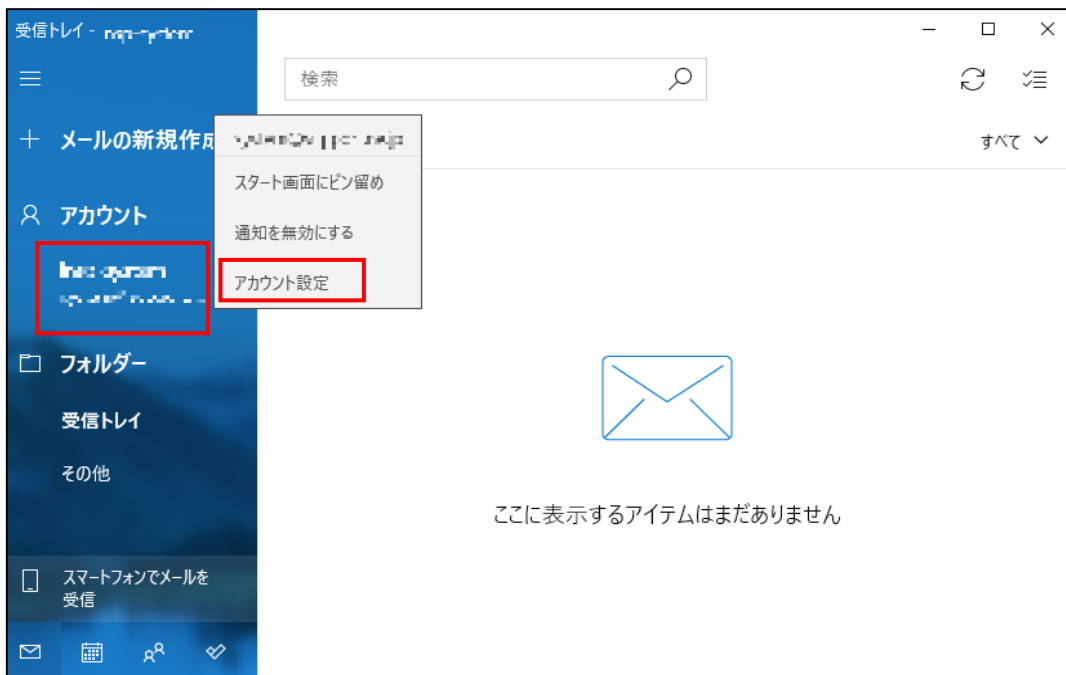 受信トレイ -
検索
メールの新規作成
すべて
スタート画面にピン留め
アカウント
通知を無効にする
アカウント設定
フォルダー
受信トレイ
その他
ここに表示するアイテムはまだありません
スマートフォンでメールを
受信